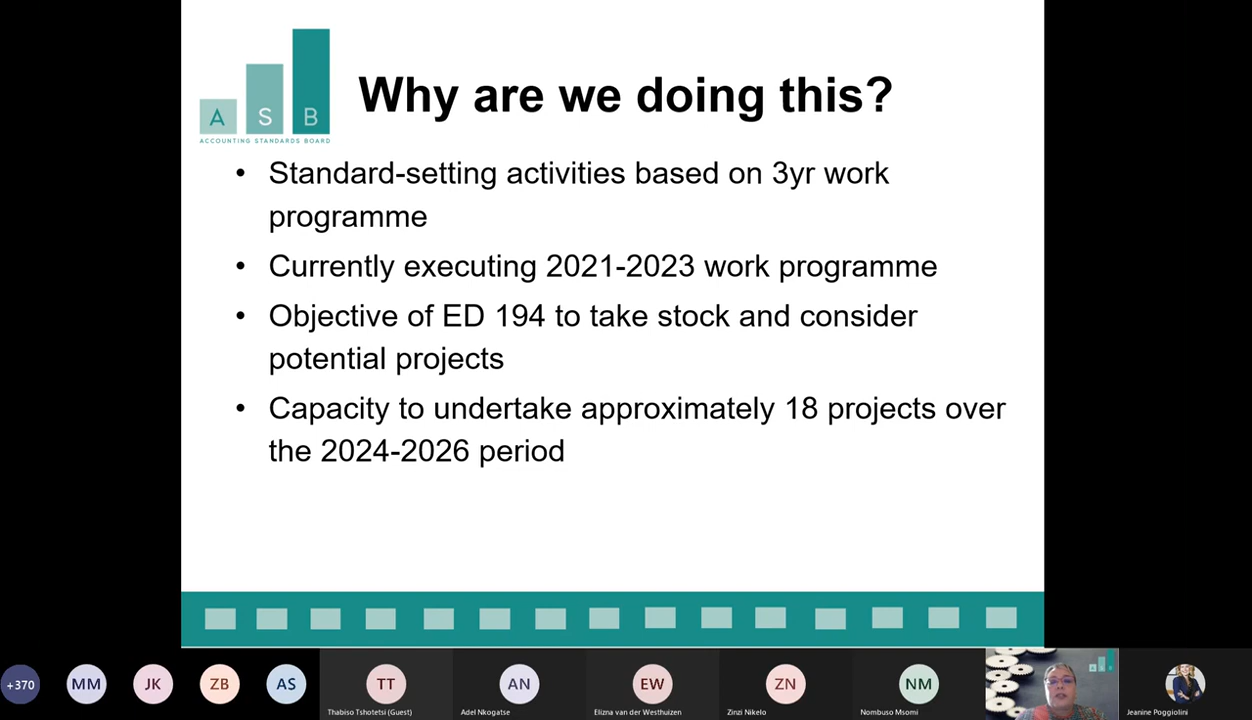 A S B
ACCOUNTING STANDARDS BOARD
Why are we doing this?
• Standard-setting activities based on 3yr work
programme
• Currently executing 2021-2023 work programme
• Objective of ED 194 to take stock and consider
potential projects
• Capacity to undertake approximately 18 projects over
the 2024-2026 period
+370
MM
JK
ZB
AS
TT
AN
EW
ZN
NM
Thabiso Tshotetsi (Guest)
Adel Nkogatse
Elizna van der Westhuizen
Zinzi Nikelo
Nombuso Msomi
Jeanine Poggiolini